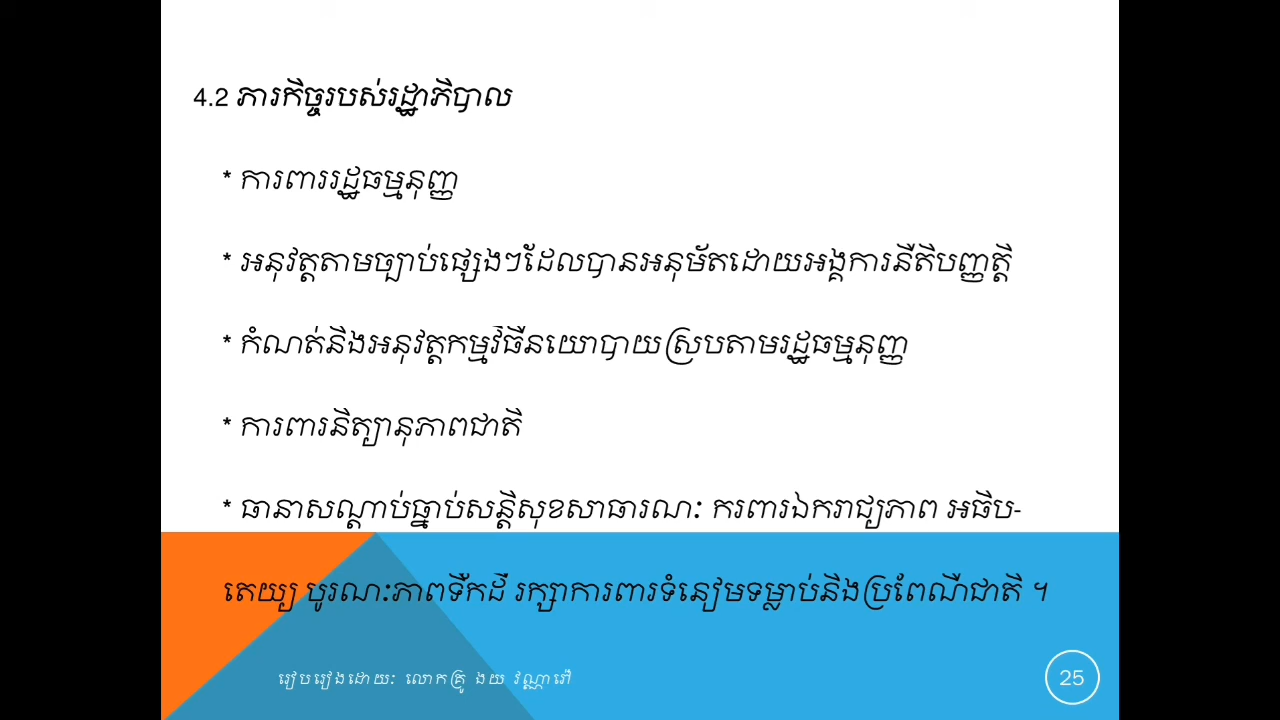 4.2 ភារកិច្ចរបស់រដ្ឋាភិបាល
* ការពាររដ្ឋធម្មនុញ្ញ
* អនុវត្តតាមច្បាប់ផ្សេងៗដែលបានអនុម័តដោយអង្គការនីតិបញ្ញត្តិ
* កំណត់និងអនុវត្តកម្មវិធីនយោបាយស្របតាមរដ្ឋធម្មនុញ្ញ
* ការពារនិត្យានុភាពជាតិ
* ធានាសណ្តាប់ធ្នាប់សន្តិសុខសាធារណៈ ករពារឯករាជ្យភាព អធិប-
តេយ្យ បូរណៈភាពទឹកដី រក្សាការពារទំនៀមទម្លាប់និងប្រពៃណីជាតិ ។
រៀបរៀងដោយៈ លោកគ្រូ ងយ វណ្ណារ៉ៅ
25